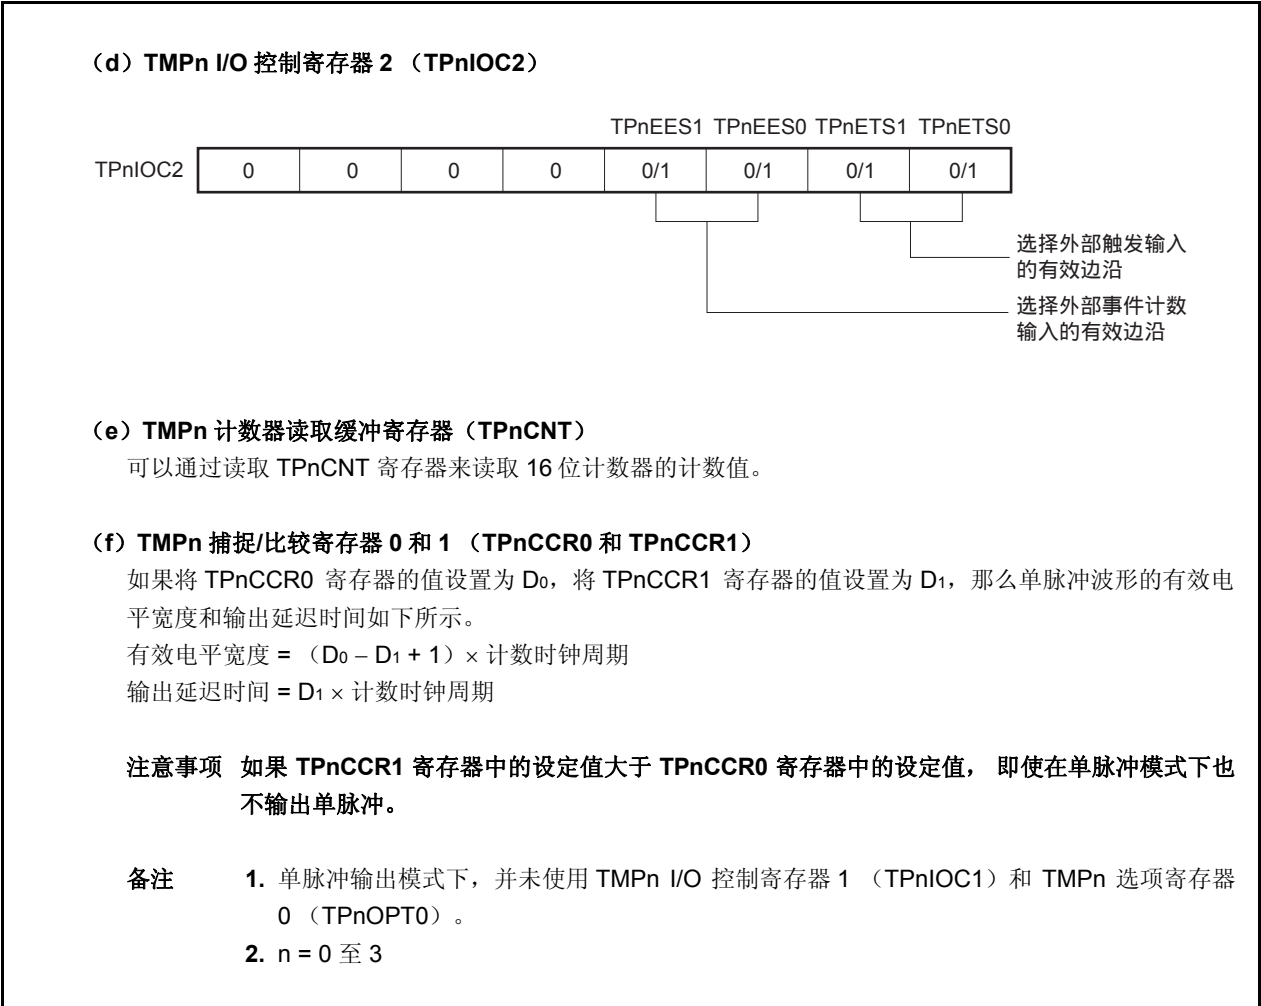 （d）TMPn I/O 控制寄存器 2 （TPnIOC2）
TPnEES1 TPnEES0 TPnETS1 TPnETS0
TPnIOC2 0 0 0 0 0/1 0/1 0/1 0/1
选择外部触发输入
的有效边沿
选择外部事件计数
输入的有效边沿
（e）TMPn 计数器读取缓冲寄存器（TPnCNT）
可以通过读取 TPnCNT 寄存器来读取 16 位计数器的计数值。
（f）TMPn 捕捉/比较寄存器 0 和 1 （TPnCCR0 和 TPnCCR1）
如果将 TPnCCR0 寄存器的值设置为 D0，将 TPnCCR1 寄存器的值设置为 D1，那么单脉冲波形的有效电
平宽度和输出延迟时间如下所示。
有效电平宽度 = （D0 – D1 + 1）× 计数时钟周期
输出延迟时间 = D1 × 计数时钟周期
注意事项 如果 TPnCCR1 寄存器中的设定值大于 TPnCCR0 寄存器中的设定值， 即使在单脉冲模式下也
不输出单脉冲。
备注 1. 单脉冲输出模式下，并未使用 TMPn I/O 控制寄存器 1 （TPnIOC1）和 TMPn 选项寄存器
0 （TPnOPT0）。
2. n = 0 至 3